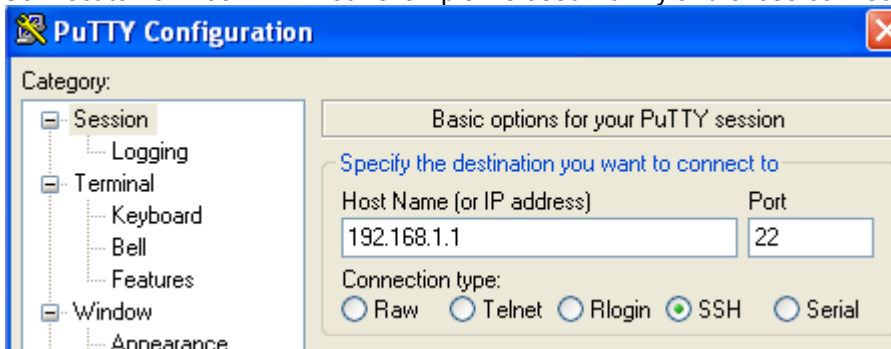 PuTTY Configuration
Category:
Session
Logging
Terminal
Keyboard
Bell
Features
Window
Appearance
Basic options for your PuTTY session
Specify the destination you want to connect to
Host Name (or IP address) Port
192.168.1.1 22
Connection type:
Raw Telnet Rlogin SSH Serial